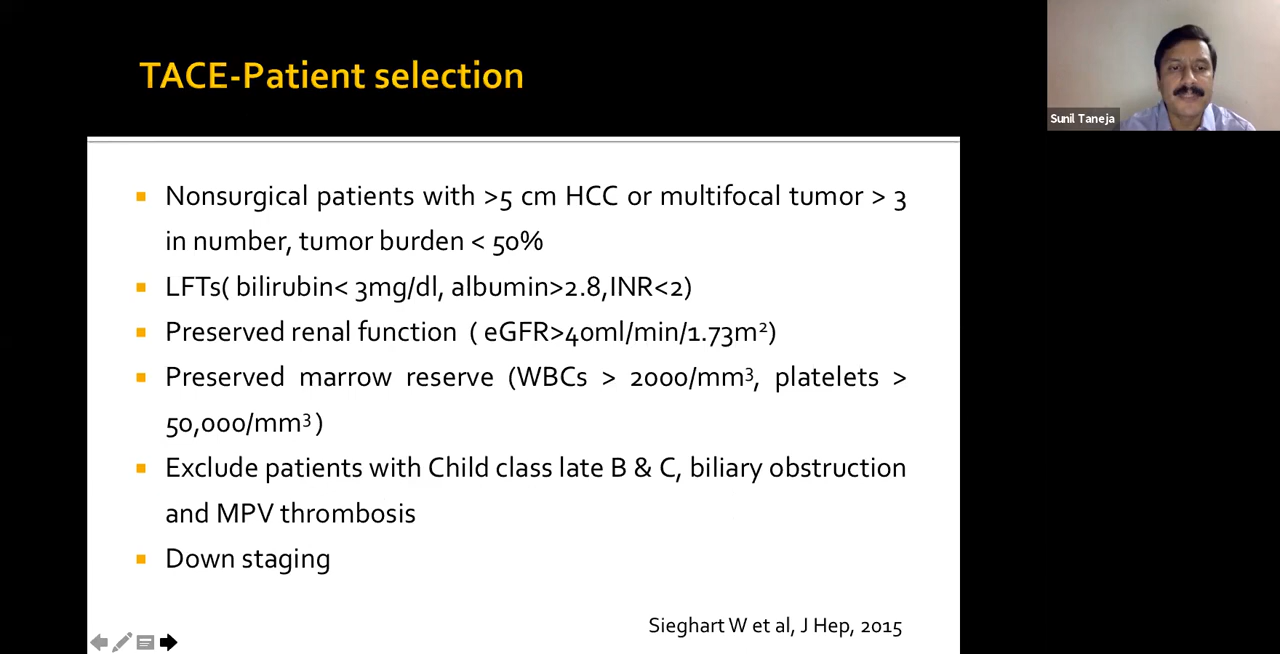 TACE-Patient selection
Sunil Taneja
Nonsurgical patients with >5 cm HCC or multifocal tumor > 3
in number, tumor burden < 50%
LFTs( bilirubin< 3mg/dl, albumin>2.8,INR<2)
Preserved renal function ( eGFR>40ml/min/1.73m²)
Preserved marrow reserve (WBCs > 2000/mm³, platelets >
50,000/mm³)
Exclude patients with Child class late B & C, biliary obstruction
and MPV thrombosis
Down staging
Sieghart W et al, J Hep, 2015